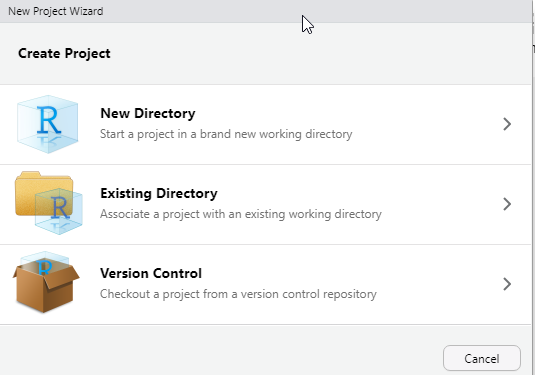 New Project Wizard
Create Project
New Directory
Start a project in a brand new working directory
Existing Directory
Associate a project with an existing working directory
Version Control
Checkout a project from a version control repository
Cancel